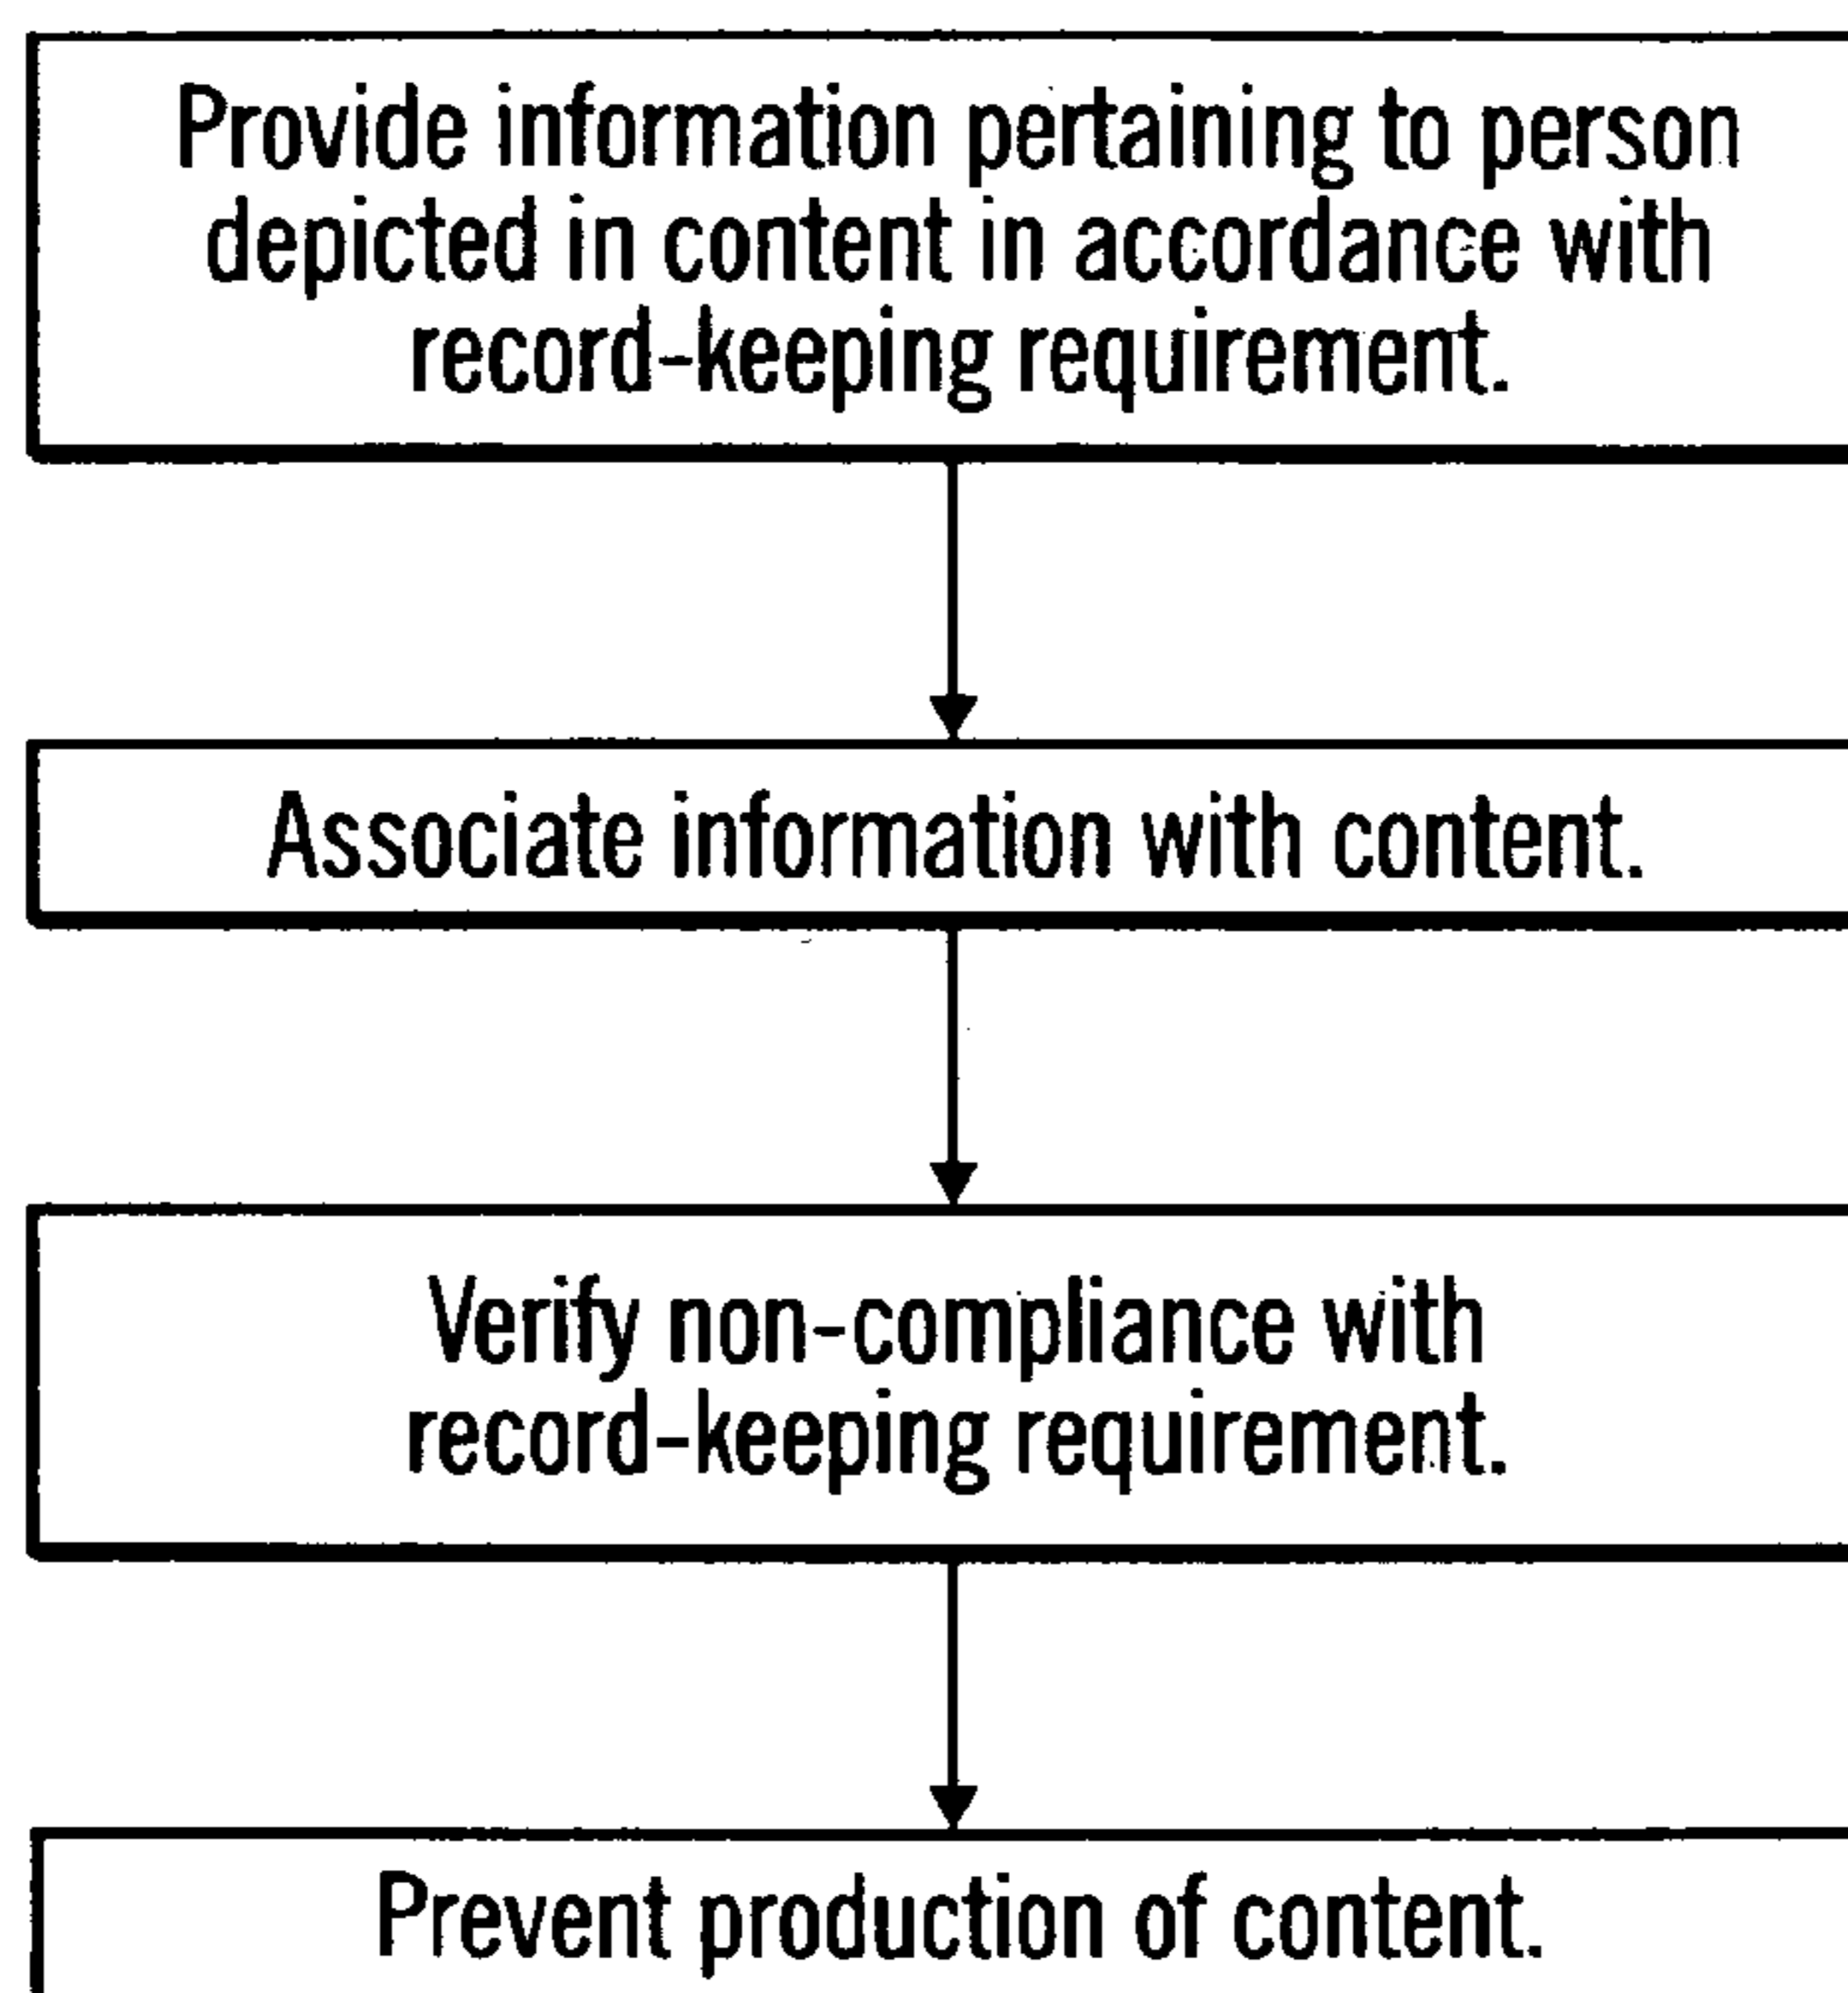 Provide information pertaining to person
depicted in content in accordance with
record-keeping requirement.
Associate information with content.
Verify non-compliance with
record-keeping requirement.
Prevent production of content.